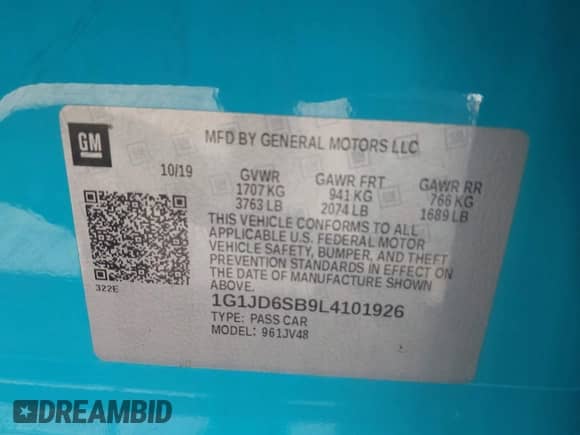 GM
MFD BY GENERAL MOTORS LLC
10/19
GVWR GAWR FRT GAWR RR
1707 KG 941 KG 766 KG
3763 LB 2074 LB 1689 LB
THIS VEHICLE CONFORMS TO ALL
APPLICABLE U.S. FEDERAL MOTOR
VEHICLE SAFETY, BUMPER, AND THEFT
PREVENTION STANDARDS IN EFFECT ON
THE DATE OF MANUFACTURE SHOWN
ABOVE.
322E
1G1JD6SB9L4101926
TYPE: PASS CAR
MODEL: 961JV48
DREAMBID